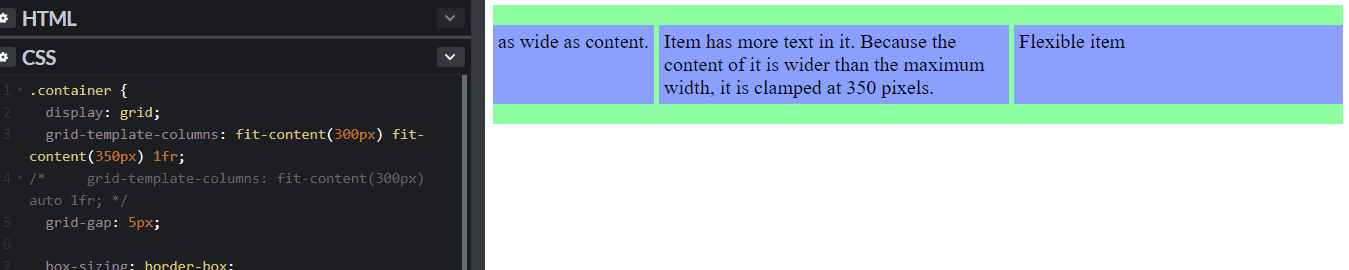 HTML
CSS
1 .container {
2 display: grid;
3 grid-template-columns: fit-content(300px) fit-
content(350px) 1fr;
4 /* grid-template-columns: fit-content(300px)
auto 1fr; */
5 grid-gap: 5px;
6
7 box-sizing: border-box;
as wide as content.
Item has more text in it. Because the
content of it is wider than the maximum
width, it is clamped at 350 pixels.
Flexible item